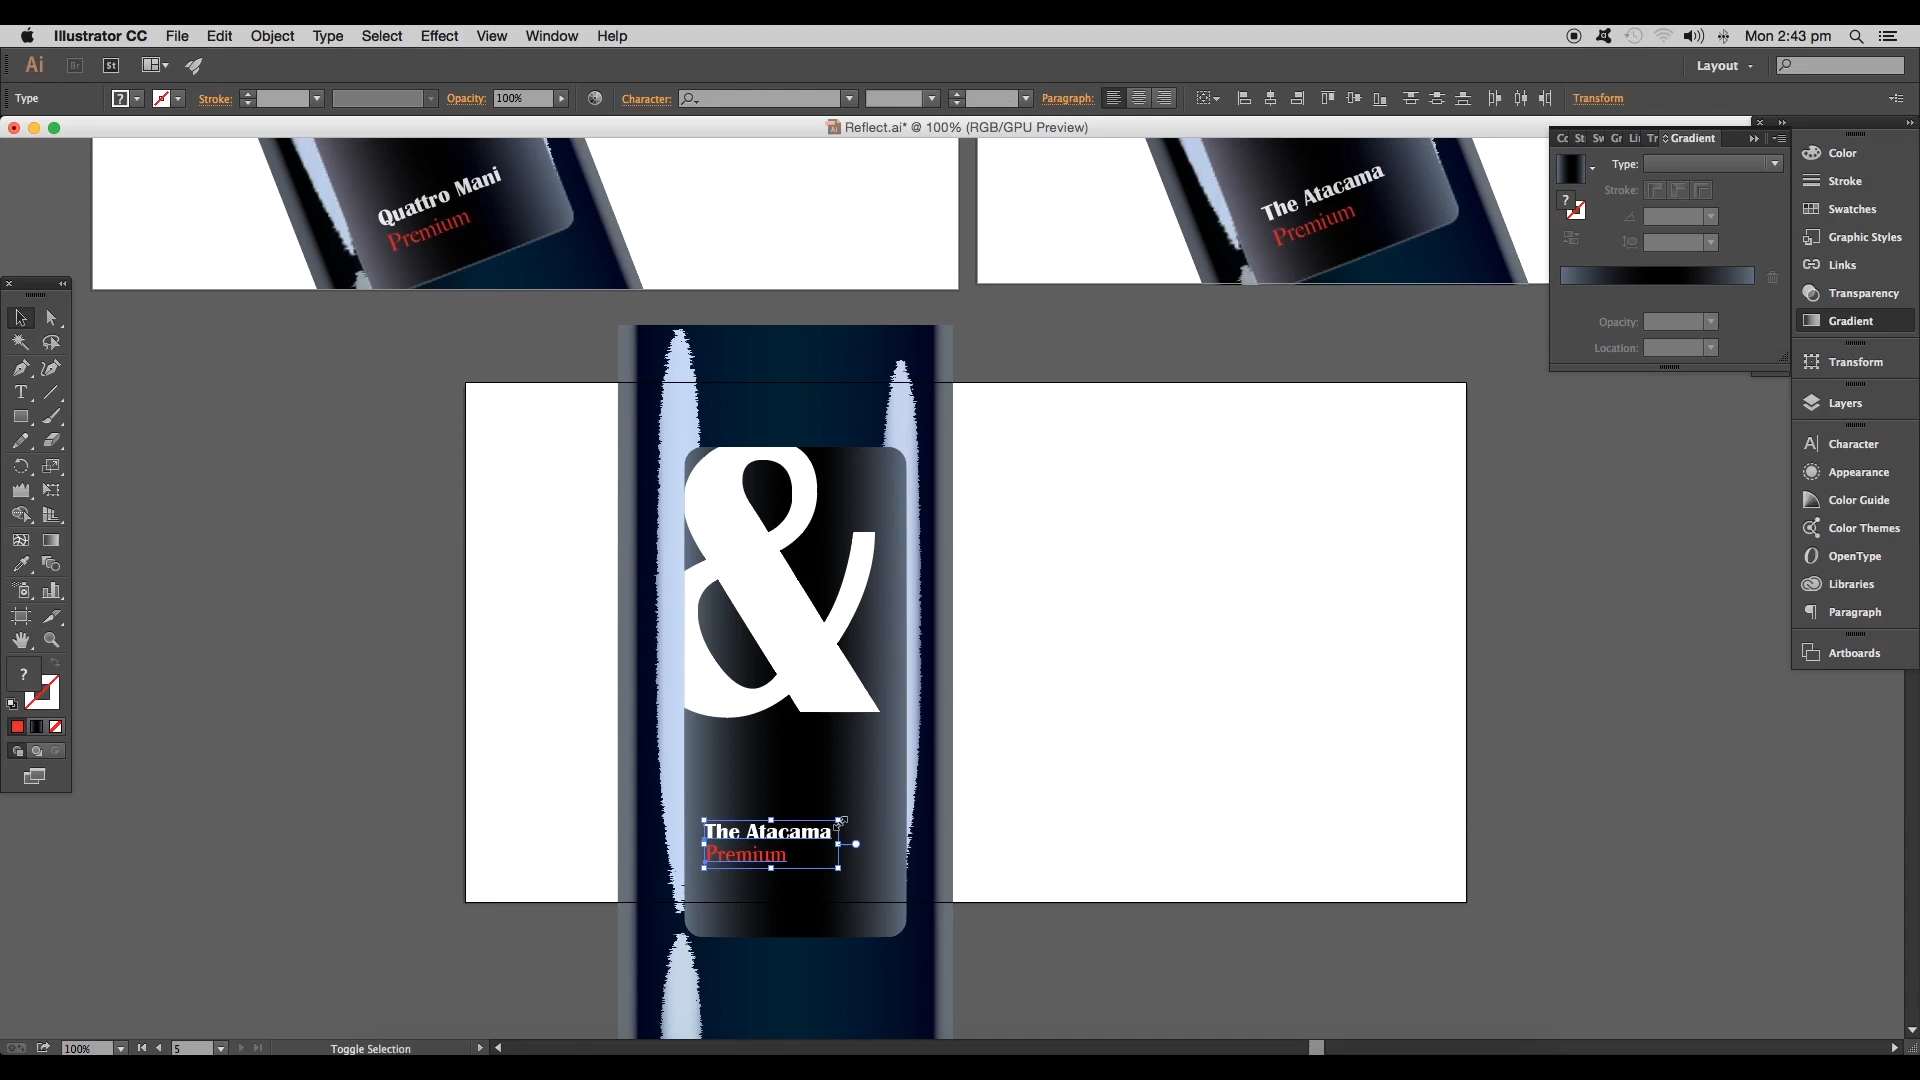 Illustrator CC File Edit Object Type Select Effect View Window Help Mon 2:43 pm
Ai Br St Layout
Type ? Stroke: Opacity: 100% Character: Paragraph: Transform
Reflect.ai* @ 100% (RGB/GPU Preview)
Quattro Mani
Premium
The Atacama
Premium
Gradient
Type:
Stroke:
?
Opacity:
Location:
Color
Stroke
Swatches
Graphic Styles
Links
Transparency
Gradient
Transform
Layers
Character
Appearance
Color Guide
Color Themes
OpenType
Libraries
Paragraph
Artboards
T
?
&
The Atacama
Premium
100% 5 Toggle Selection